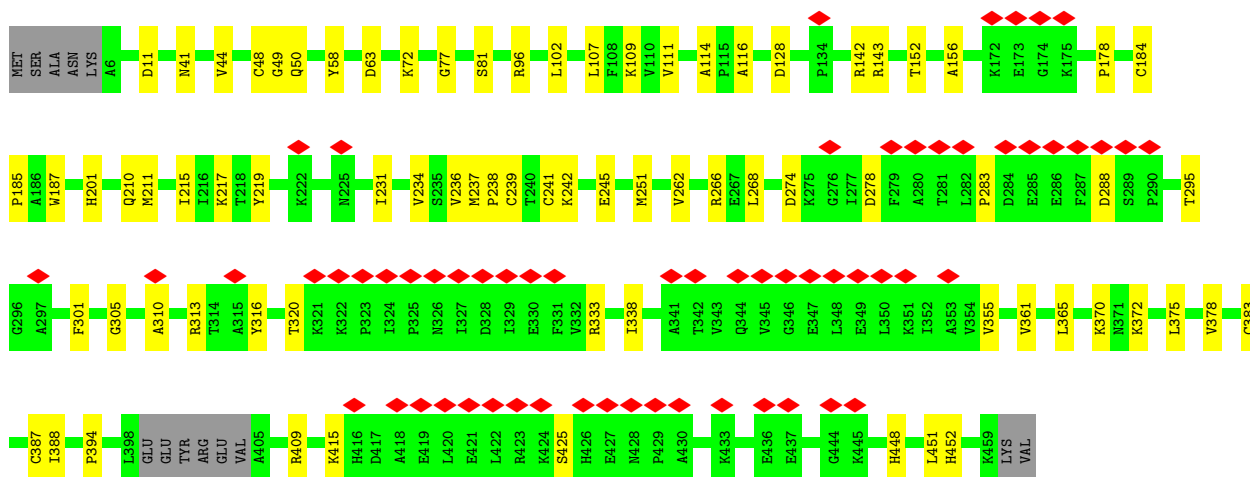 MET SER ALA ASN LYS A6 D11 N41 V44 C48 G49 Q50 Y58 D63 K72 G77 S81 R96 L102 L107 F108 K109 V110 V111 A114 P115 A116 D128 P134 R142 R143 T152 A156 K172 E173 G174 K175 P178 C184
P185 A186 W187 H201 Q210 M211 I215 I216 K217 T218 Y219 K222 N225 I231 V234 S235 V236 M237 P238 C239 T240 C241 K242 E245 M251 V262 R266 E267 L268 D274 K275 G276 I277 D278 F279 A280 T281 L282 P283 D284 E285 E286 F287 D288 S289 P290 T295
G296 A297 F301 G305 A310 R313 T314 A315 Y316 T320 K321 K322 P323 I324 P325 N326 I327 D328 I329 E330 F331 V332 R333 I338 A341 T342 V343 Q344 V345 G346 E347 L348 E349 L350 K351 I352 A353 V354 V355 V361 L365 K370 N371 K372 L375 V378 C383
C387 I388 P394 L398 GLU GLU TYR ARG GLU VAL A405 R409 K415 H416 D417 A418 E419 L420 E421 L422 R423 K424 S425 H426 E427 N428 P429 A430 K433 E436 E437 G444 K445 H448 L451 H452 K459 LYS VAL